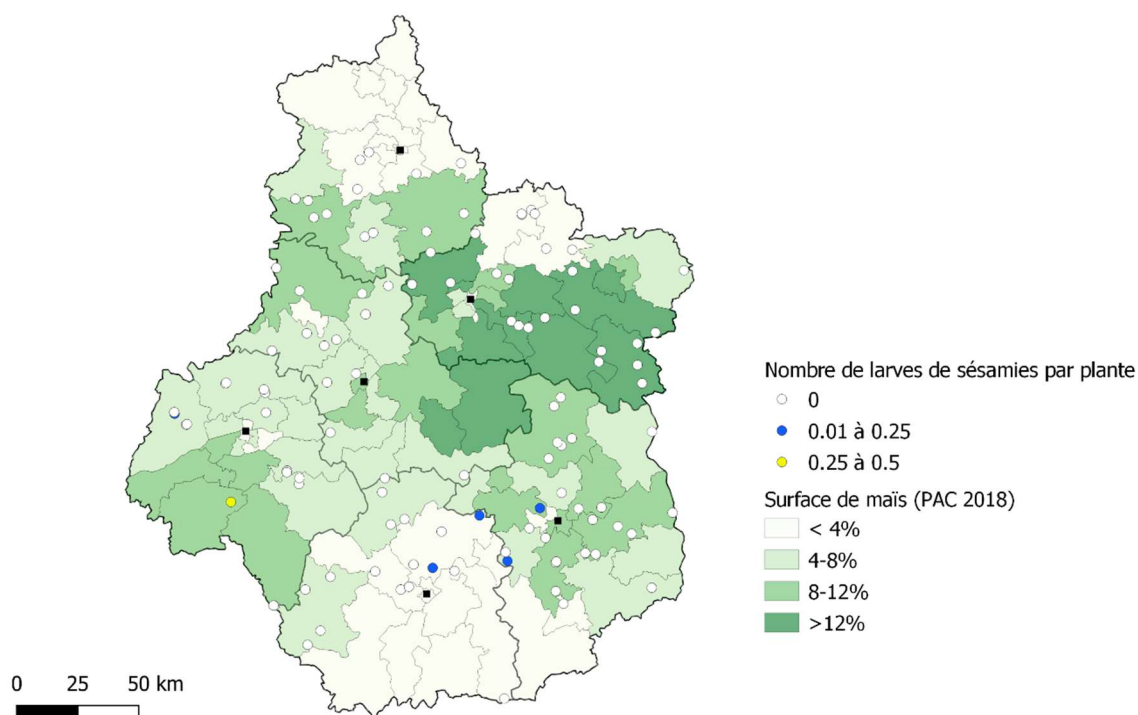 Nombre de larves de sésamies par plante
0
0.01 à 0.25
0.25 à 0.5
Surface de maïs (PAC 2018)
< 4%
4-8%
8-12%
>12%
0 25 50 km